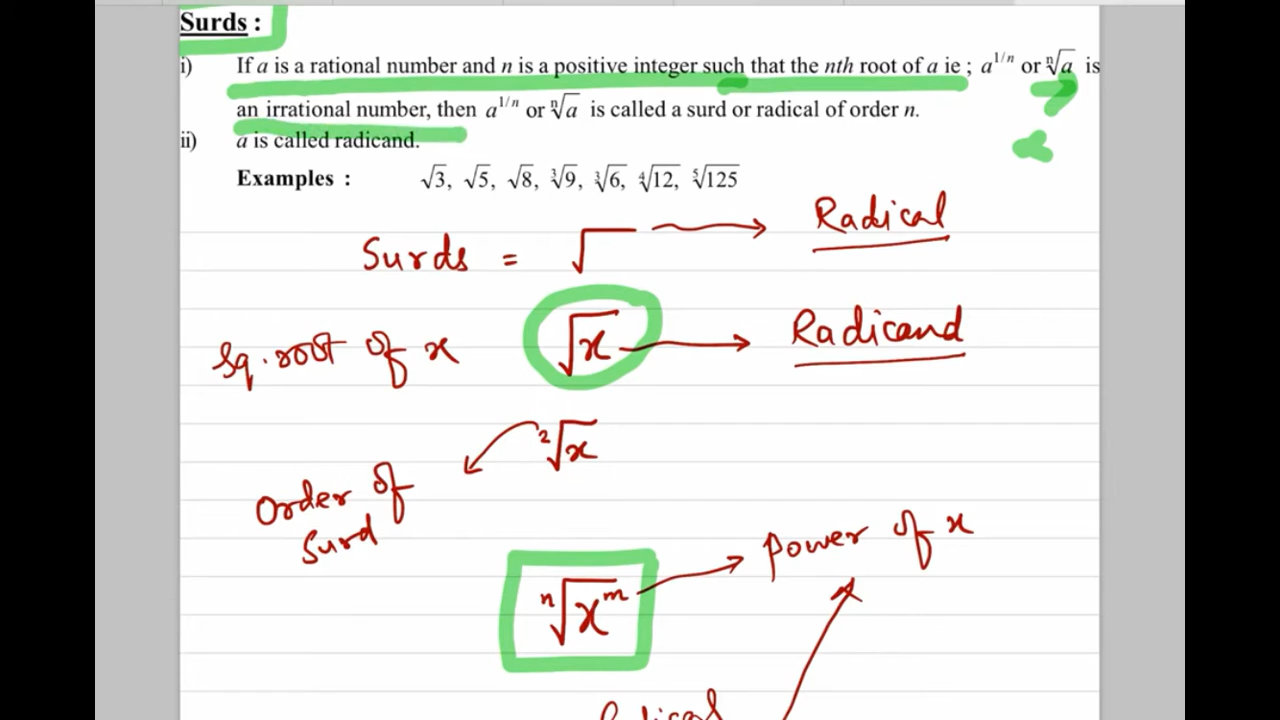 Surds :
i) If a is a rational number and n is a positive integer such that the nth root of a ie ; a^{1/n} or ⁿ√a is
an irrational number, then a^{1/n} or ⁿ√a is called a surd or radical of order n.
ii) a is called radicand.
Examples : √3, √5, √8, ³√9, ³√6, ⁴√12, ⁵√125
Surds = √ → Radical
Sq. root of x √x → Radicand
²√x
Order of
Surd
ⁿ√x^m → Power of x
Radical